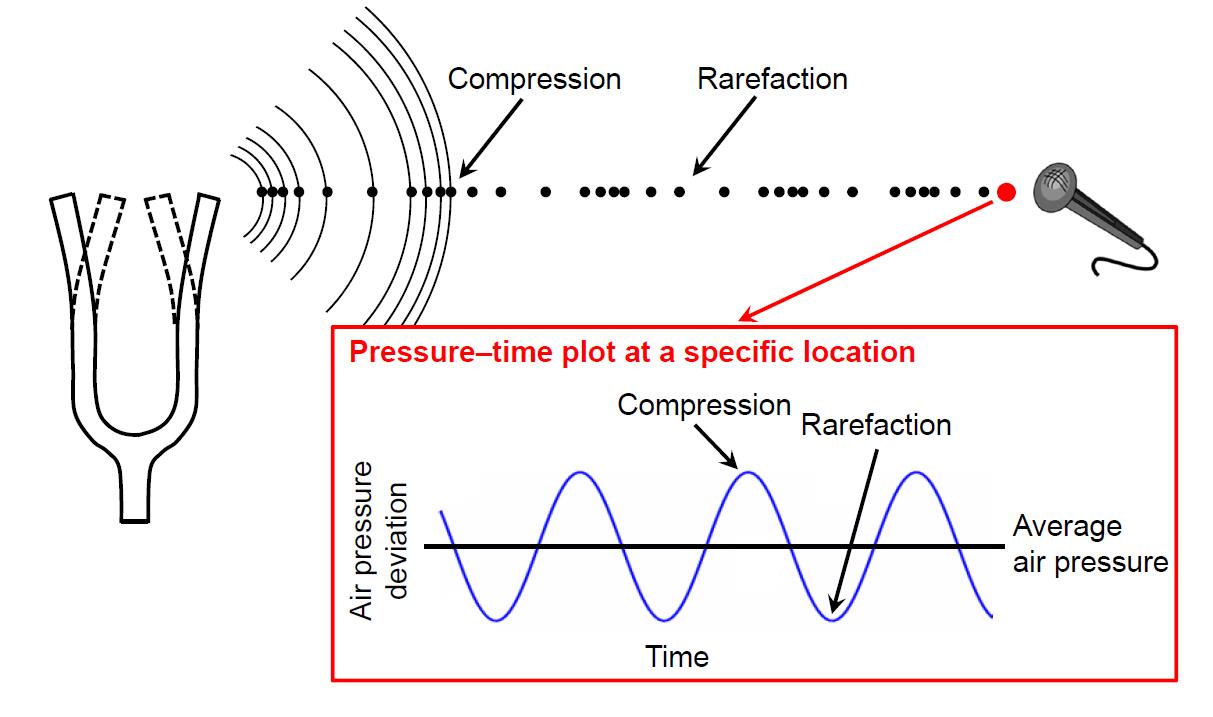 Compression
Rarefaction
Pressure–time plot at a specific location
Compression
Rarefaction
Air pressure
deviation
Average
air pressure
Time